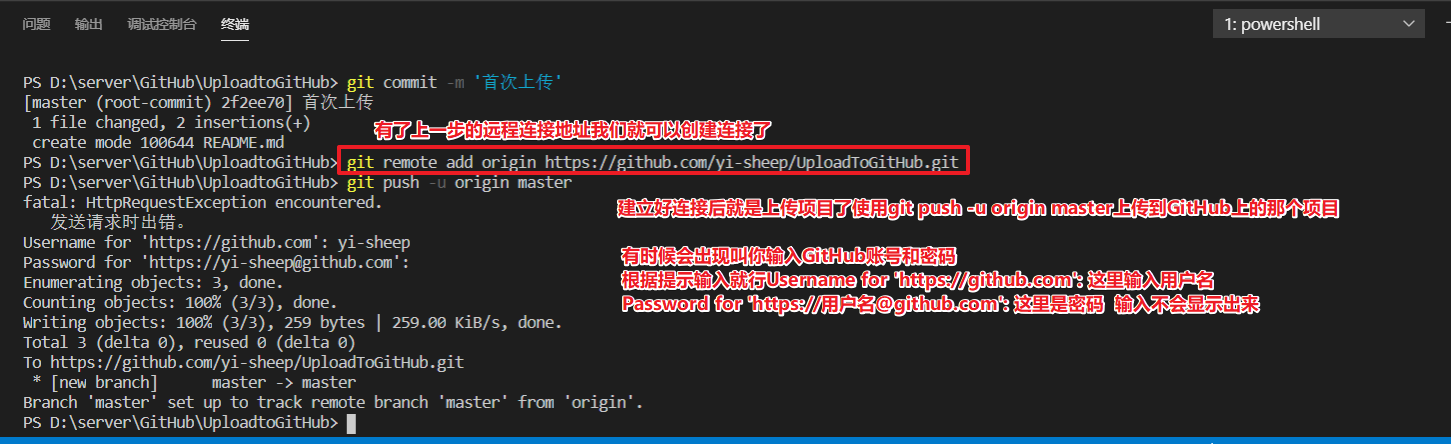 问题 输出 调试控制台 终端 1: powershell
PS D:\server\GitHub\UploadtoGitHub> git commit -m '首次上传'
[master (root-commit) 2f2ee70] 首次上传
1 file changed, 2 insertions(+)
有了上一步的远程连接地址我们就可以创建连接了
create mode 100644 README.md
PS D:\server\GitHub\UploadtoGitHub> git remote add origin https://github.com/yi-sheep/UploadToGitHub.git
PS D:\server\GitHub\UploadtoGitHub> git push -u origin master
fatal: HttpRequestException encountered.
建立好连接后就是上传项目了使用git push -u origin master上传到GitHub上的那个项目
发送请求时出错。
Username for 'https://github.com': yi-sheep
有时候会出现叫你输入GitHub账号和密码
Password for 'https://yi-sheep@github.com':
根据提示输入就行Username for 'https://github.com': 这里输入用户名
Enumerating objects: 3, done.
Counting objects: 100% (3/3), done.
Password for 'https://用户名@github.com': 这里是密码 输入不会显示出来
Writing objects: 100% (3/3), 259 bytes | 259.00 KiB/s, done.
Total 3 (delta 0), reused 0 (delta 0)
To https://github.com/yi-sheep/UploadToGitHub.git
* [new branch] master -> master
Branch 'master' set up to track remote branch 'master' from 'origin'.
PS D:\server\GitHub\UploadtoGitHub>